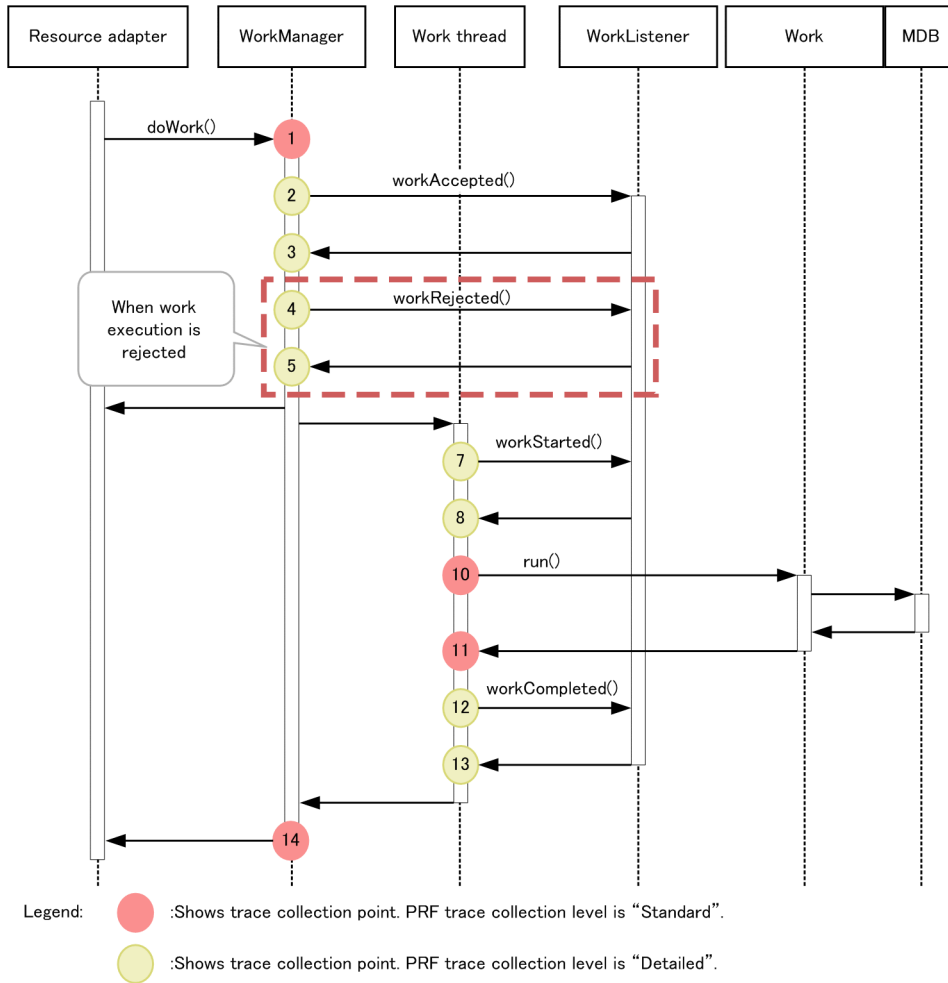 Resource adapter WorkManager Work thread WorkListener Work MDB
doWork()
1
workAccepted()
2
3
When work
execution is
rejected
workRejected()
4
5
workStarted()
7
8
run()
10
11
workCompleted()
12
13
14
Legend: :Shows trace collection point. PRF trace collection level is “Standard”.
:Shows trace collection point. PRF trace collection level is “Detailed”.